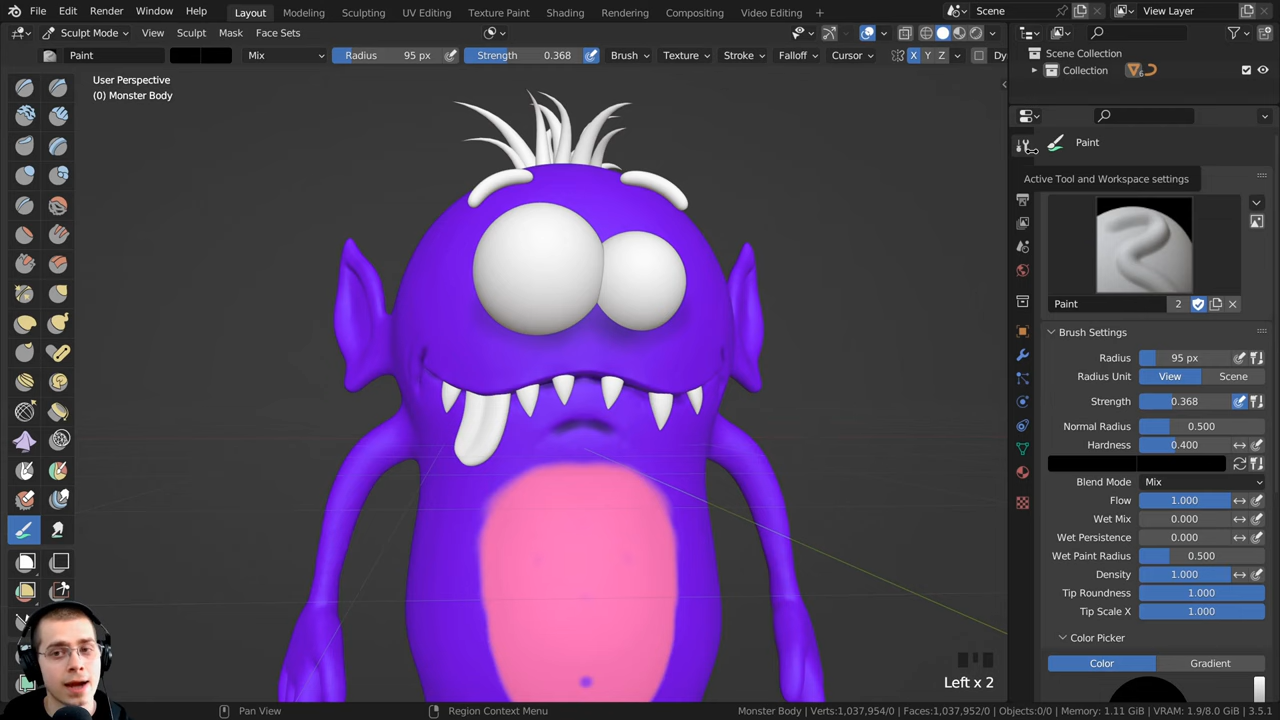 File Edit Render Window Help Layout Modeling Sculpting UV Editing Texture Paint Shading Rendering Compositing Video Editing + Scene View Layer
Sculpt Mode View Sculpt Mask Face Sets
Paint Mix Radius 95 px Strength 0.368 Brush Texture Stroke Falloff Cursor X Y Z Dy
User Perspective
(0) Monster Body
Scene Collection
Collection 6
Paint
Active Tool and Workspace settings
Paint 2
Brush Settings
Radius 95 px
Radius Unit View Scene
Strength 0.368
Normal Radius 0.500
Hardness 0.400
Blend Mode Mix
Flow 1.000
Wet Mix 0.000
Wet Persistence 0.000
Wet Paint Radius 0.500
Density 1.000
Tip Roundness 1.000
Tip Scale X 1.000
Color Picker
Color Gradient
Left x 2
Pan View Region Context Menu Monster Body | Verts:1,037,954/0 | Faces:1,037,952/0 | Objects:0/0 | Memory: 1.11 GiB | VRAM: 1.9/8.0 GiB | 3.5.1